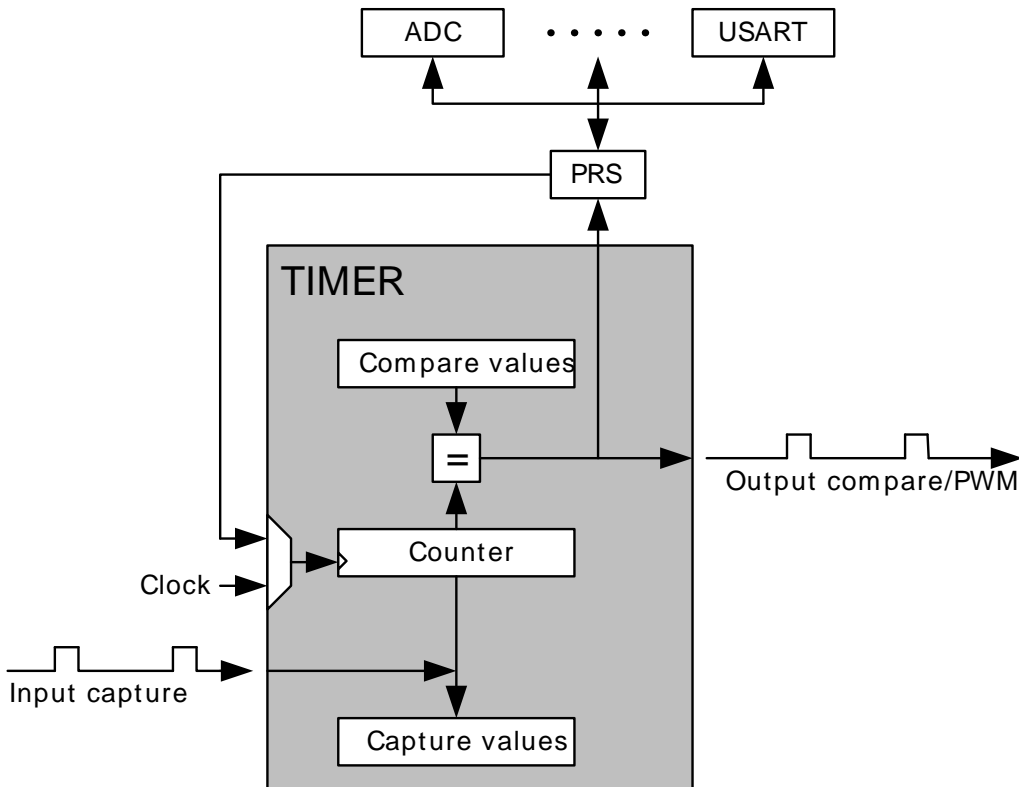 ADC
USART
PRS
TIMER
Compare values
=
Output compare/PWM
Counter
Clock
Input capture
Capture values